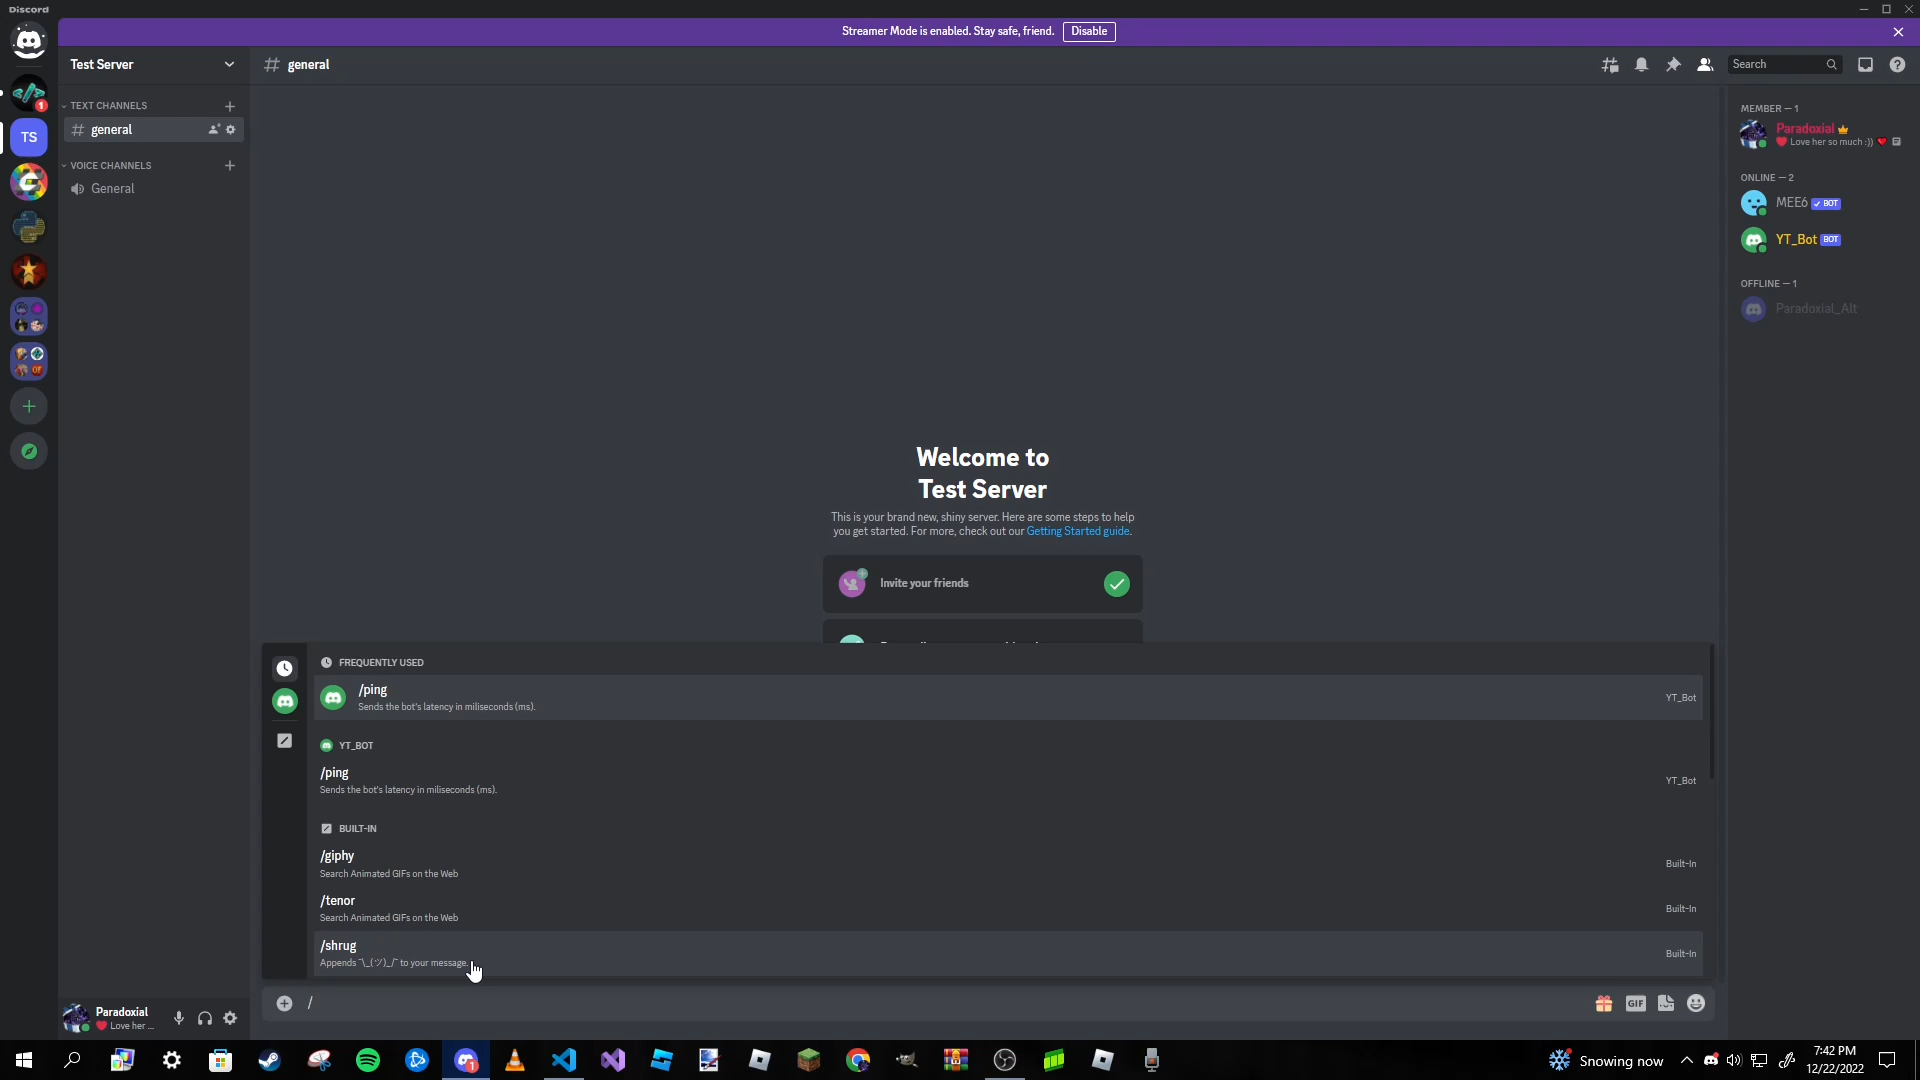 Discord
Streamer Mode is enabled. Stay safe, friend.
Disable
Test Server
general
Search
TEXT CHANNELS
general
VOICE CHANNELS
General
1
TS
Welcome to
Test Server
This is your brand new, shiny server. Here are some steps to help
you get started. For more, check out our Getting Started guide.
Invite your friends
FREQUENTLY USED
/ping
Sends the bot's latency in miliseconds (ms).
YT_Bot
YT_BOT
/ping
Sends the bot's latency in miliseconds (ms).
YT_Bot
BUILT-IN
/giphy
Search Animated GIFs on the Web
Built-In
/tenor
Search Animated GIFs on the Web
Built-In
/shrug
Appends ¯\_(ツ)_/¯ to your message.
Built-In
/
GIF
MEMBER — 1
Paradoxial
Love her so much :))
ONLINE — 2
MEE6 BOT
YT_Bot BOT
OFFLINE — 1
Paradoxial_Alt
Paradoxial
Love her ...
1
Snowing now
7:42 PM
12/22/2022